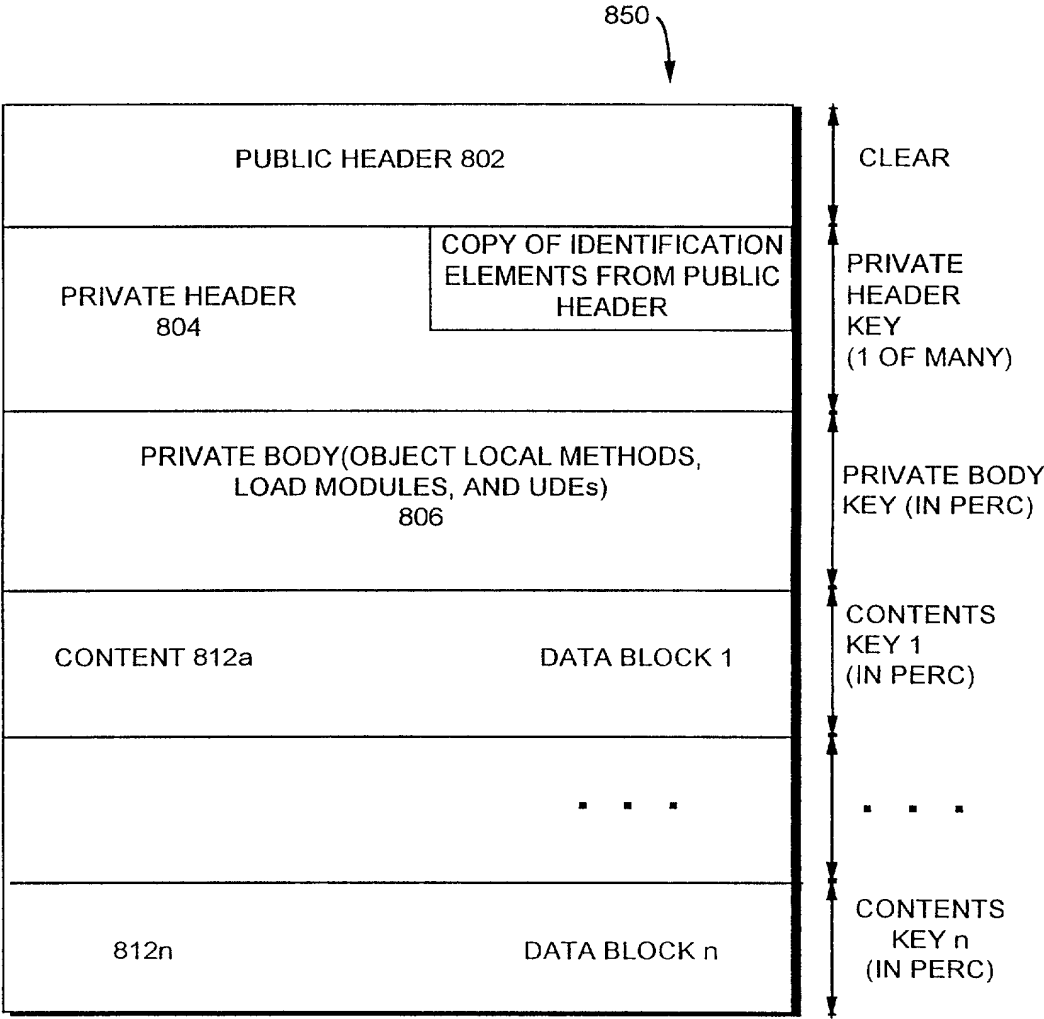 850
PUBLIC HEADER 802
CLEAR
COPY OF IDENTIFICATION
ELEMENTS FROM PUBLIC
HEADER
PRIVATE HEADER
804
PRIVATE
HEADER
KEY
(1 OF MANY)
PRIVATE BODY(OBJECT LOCAL METHODS,
LOAD MODULES, AND UDEs)
806
PRIVATE BODY
KEY (IN PERC)
CONTENT 812a
DATA BLOCK 1
CONTENTS
KEY 1
(IN PERC)
. . .
. . .
812n
DATA BLOCK n
CONTENTS
KEY n
(IN PERC)